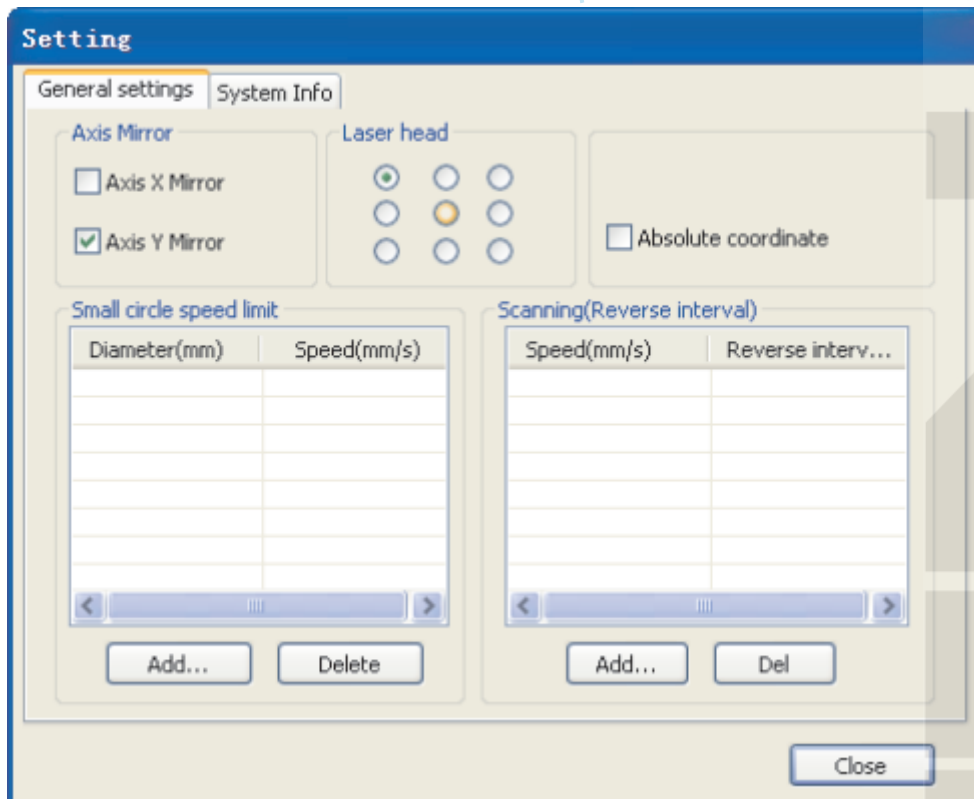 Setting
General settings System Info
Axis Mirror
Axis X Mirror
Axis Y Mirror
Laser head
Absolute coordinate
Small circle speed limit
Diameter(mm) Speed(mm/s)
Add... Delete
Scanning(Reverse interval)
Speed(mm/s) Reverse interv...
Add... Del
Close